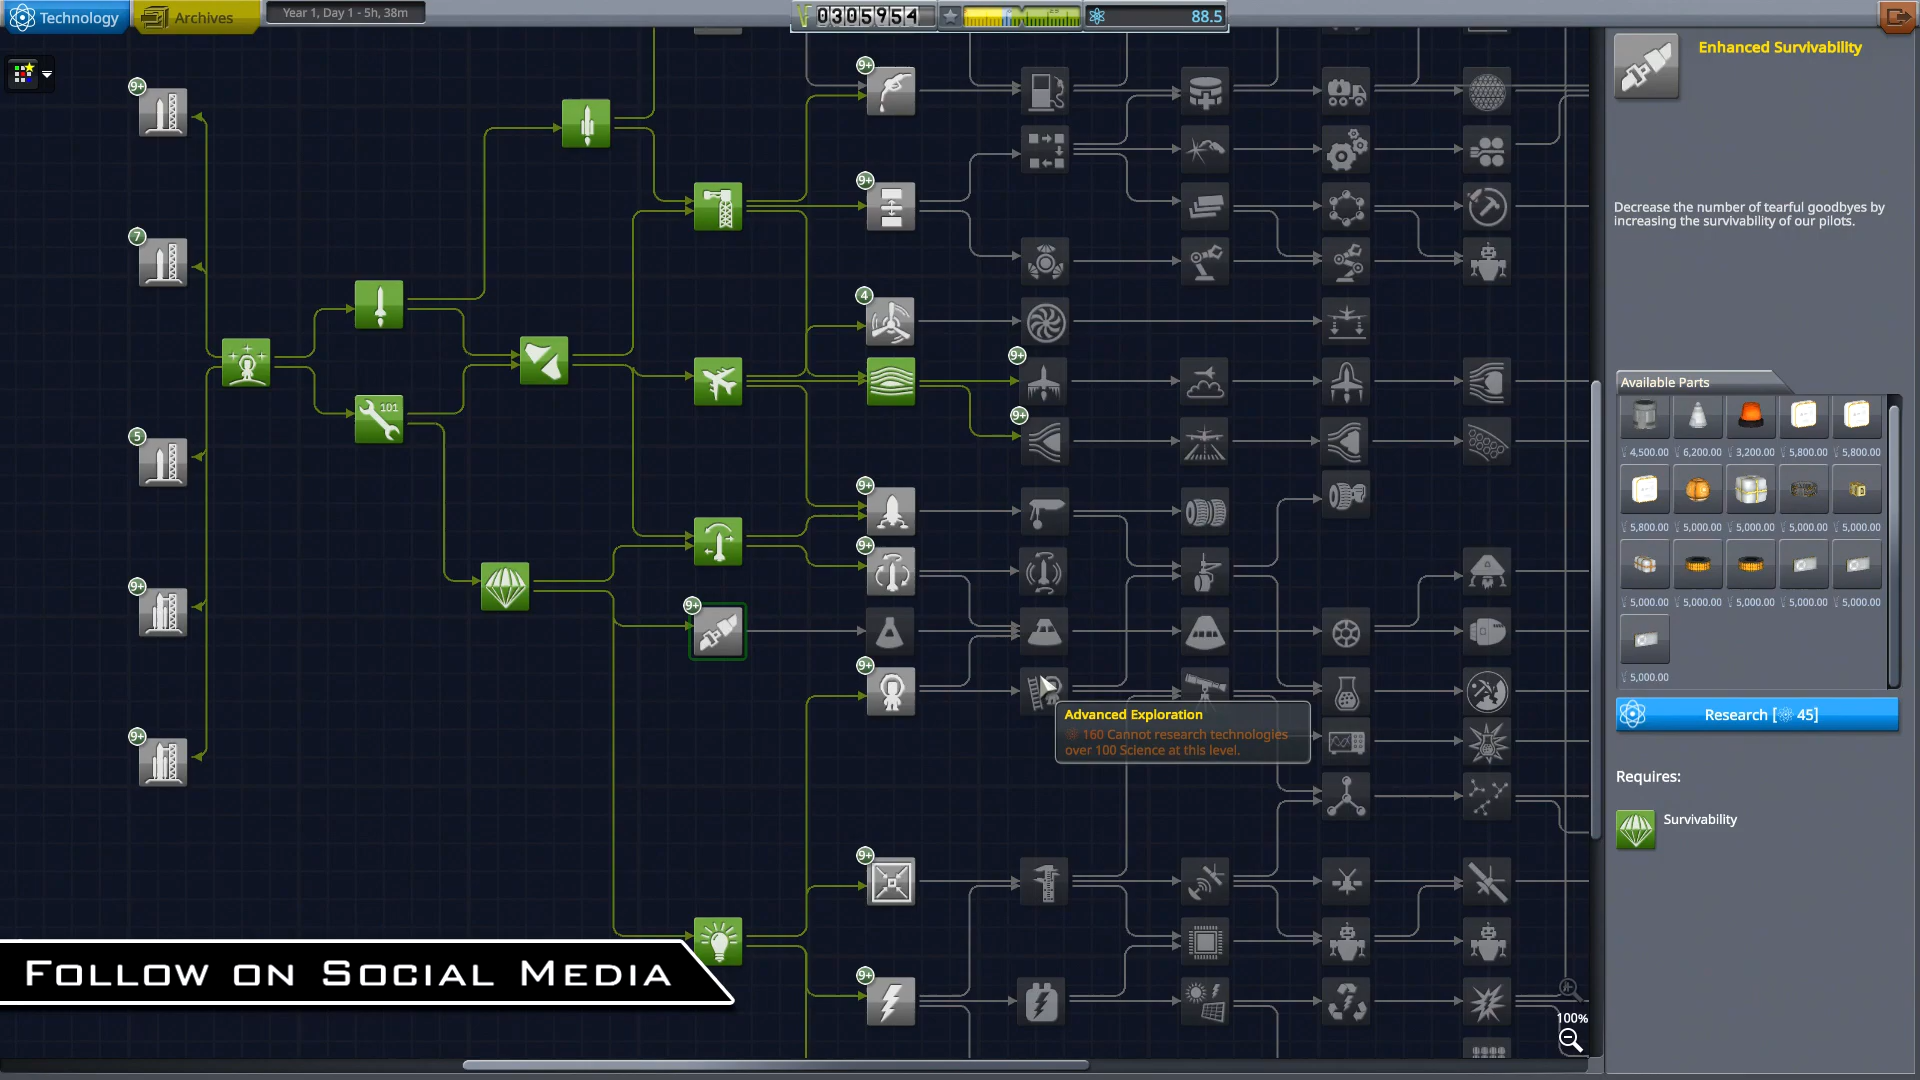 Technology
Archives
Year 1, Day 1 - 5h, 38m
0305954
88.5
Enhanced Survivability
Decrease the number of tearful goodbyes by
increasing the survivability of our pilots.
9+
9+
7
9+
4
9+
9+
101
5
9+
9+
9+
9+
9+
9+
9+
9+
Available Parts
4,500.00 6,200.00 3,200.00 5,800.00 5,800.00
5,800.00 5,000.00 5,000.00 5,000.00 5,000.00
5,000.00 5,000.00 5,000.00 5,000.00 5,000.00
5,000.00
Research [45]
Requires:
Survivability
Advanced Exploration
160 Cannot research technologies
over 100 Science at this level.
FOLLOW ON SOCIAL MEDIA
100%